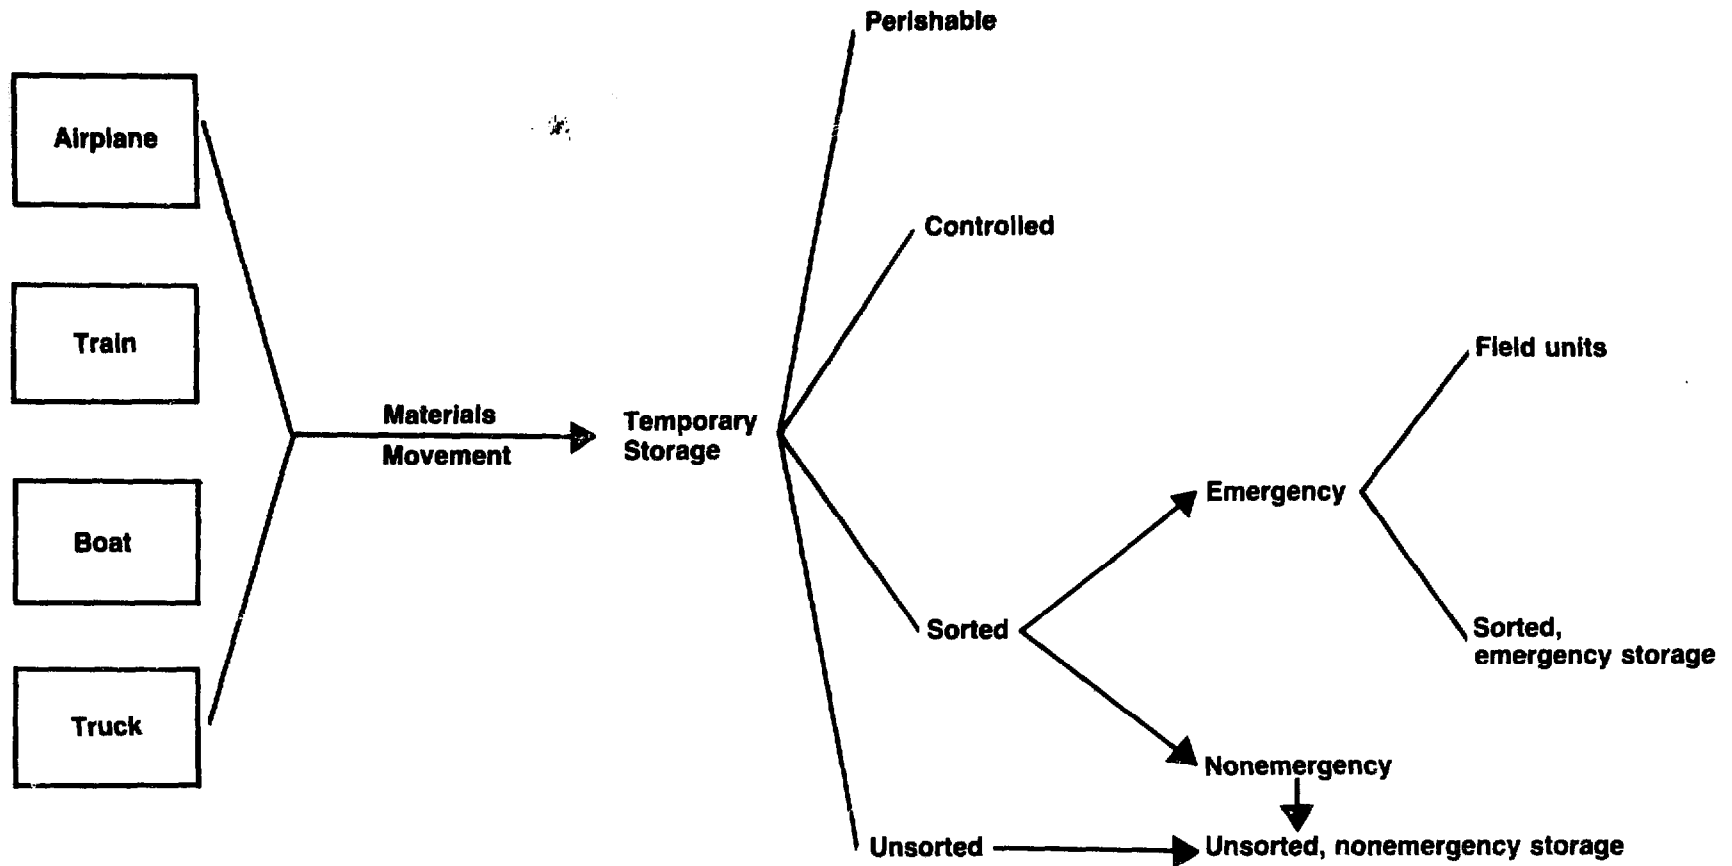 Perishable
Airplane
Controlled
Train
Field units
Materials
Movement
Temporary
Storage
Emergency
Boat
Sorted
Sorted,
emergency storage
Truck
Nonemergency
Unsorted
Unsorted, nonemergency storage